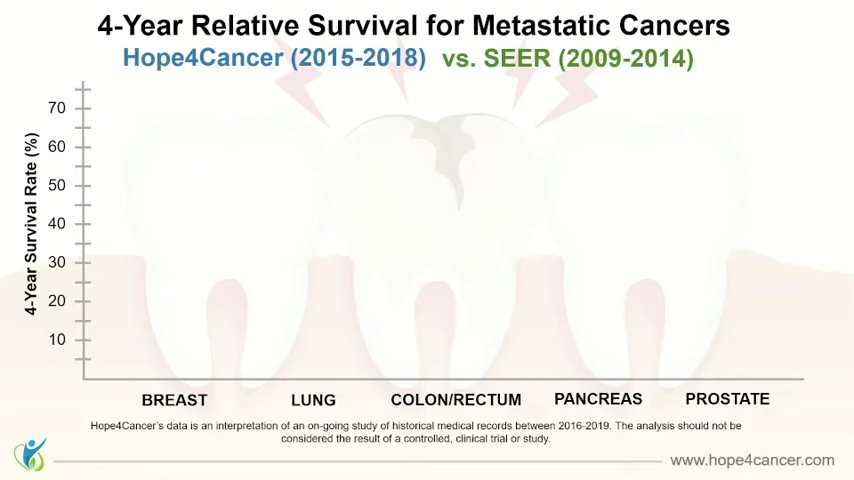 4-Year Relative Survival for Metastatic Cancers
Hope4Cancer (2015-2018) vs. SEER (2009-2014)
4-Year Survival Rate (%)
70
60
50
40
30
20
10
BREAST LUNG COLON/RECTUM PANCREAS PROSTATE
Hope4Cancer's data is an interpretation of an on-going study of historical medical records between 2016-2019. The analysis should not be
considered the result of a controlled, clinical trial or study.
www.hope4cancer.com